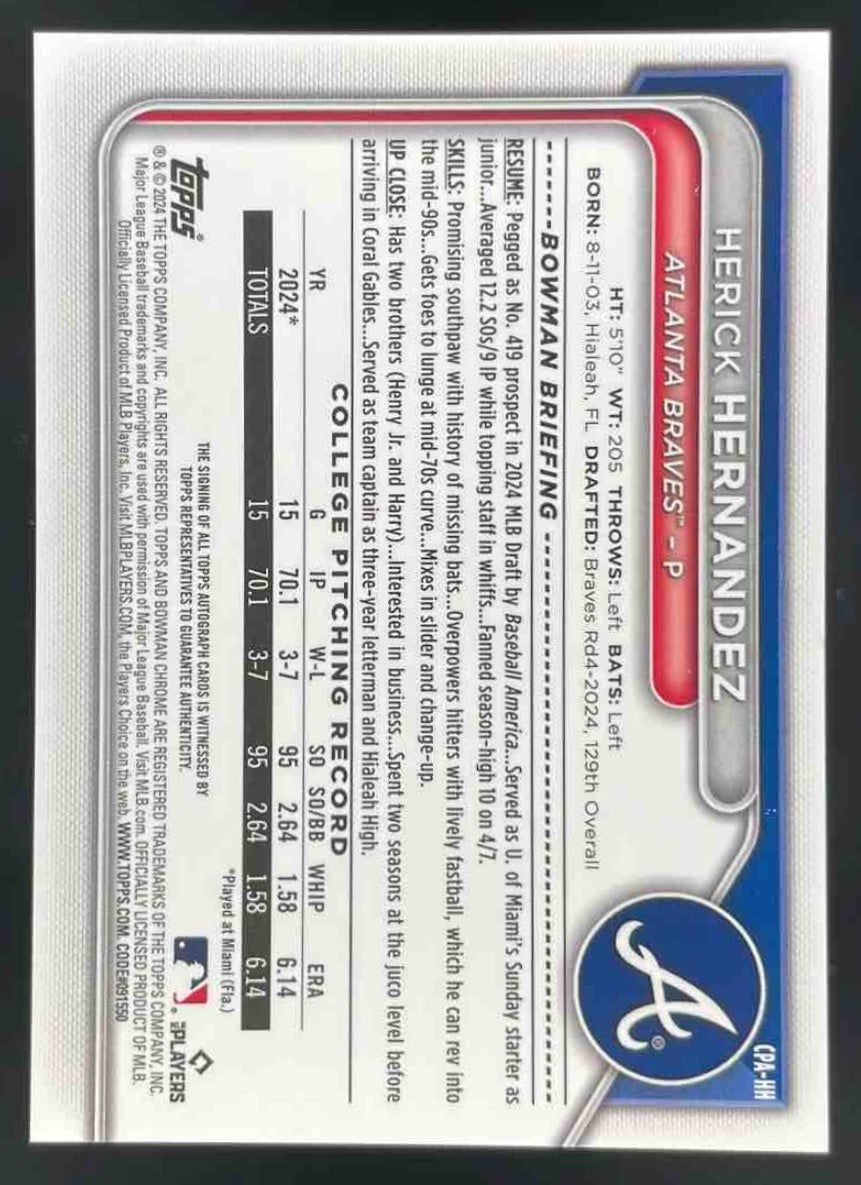 CPA-HH
HERICK HERNANDEZ
ATLANTA BRAVES™ - P
A®
HT: 5'10" WT: 205 THROWS: Left BATS: Left
BORN: 8-11-03, Hialeah, FL DRAFTED: Braves Rd4-2024, 129th Overall
BOWMAN BRIEFING
RESUME: Pegged as No. 419 prospect in 2024 MLB Draft by Baseball America...Served as U. of Miami's Sunday starter as
junior...Averaged 12.2 SOs/9 IP while topping staff in whiffs...Fanned season-high 10 on 4/7.
SKILLS: Promising southpaw with history of missing bats...Overpowers hitters with lively fastball, which he can rev into
the mid-90s...Gets foes to lunge at mid-70s curve...Mixes in slider and change-up.
UP CLOSE: Has two brothers (Henry Jr. and Harry)...Interested in business...Spent two seasons at the juco level before
arriving in Coral Gables...Served as team captain as three-year letterman and Hialeah High.
COLLEGE PITCHING RECORD
YR G IP W-L SO SO/BB WHIP ERA
2024* 15 70.1 3-7 95 2.64 1.58 6.14
TOTALS 15 70.1 3-7 95 2.64 1.58 6.14
*Played at Miami (Fla.)
topps®
THE SIGNING OF ALL TOPPS AUTOGRAPH CARDS IS WITNESSED BY
TOPPS REPRESENTATIVES TO GUARANTEE AUTHENTICITY.
MLB PLAYERS
® & © 2024 THE TOPPS COMPANY, INC. ALL RIGHTS RESERVED. TOPPS AND BOWMAN CHROME ARE REGISTERED TRADEMARKS OF THE TOPPS COMPANY, INC.
Major League Baseball trademarks and copyrights are used with permission of Major League Baseball. Visit MLB.com. OFFICIALLY LICENSED PRODUCT OF MLB.
Officially Licensed Product of MLB Players, Inc. Visit MLBPLAYERS.COM, the Players Choice on the web. WWW.TOPPS.COM. CODE#091550